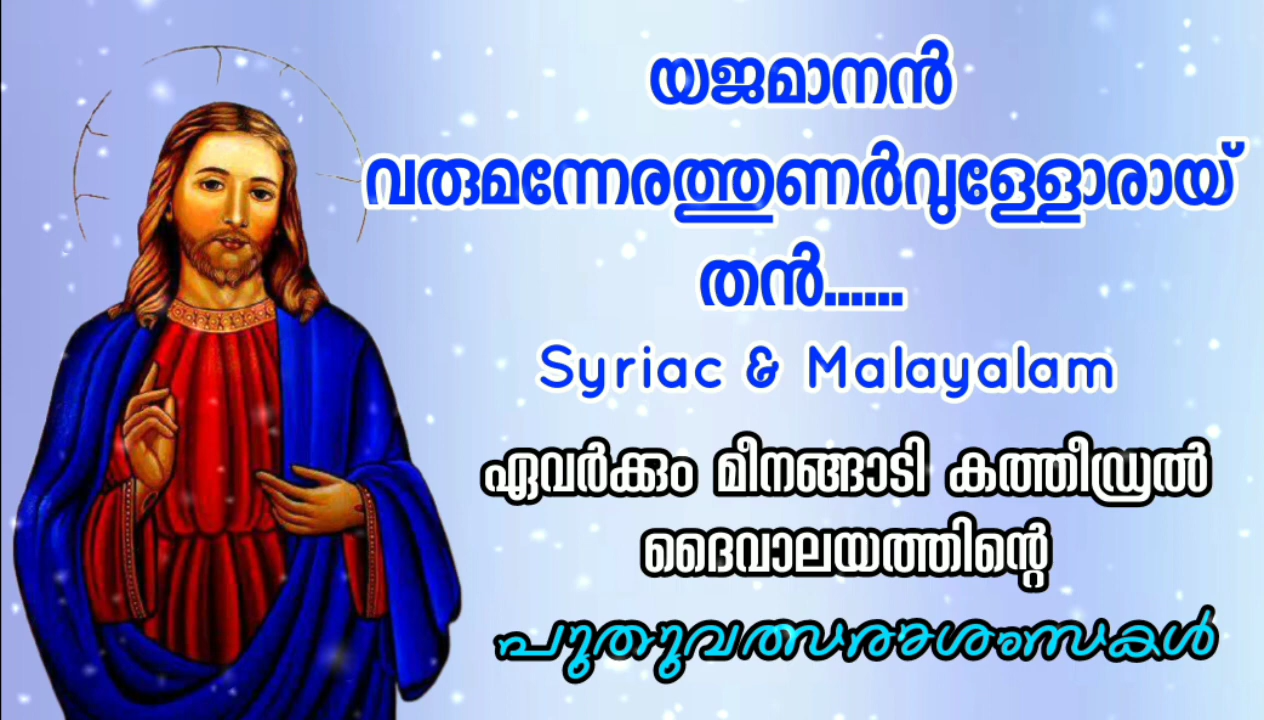 യജമാനൻ
വരുമന്നേരത്തുണർവുള്ളോരായ്
തൻ......
Syriac & Malayalam
ഏവർക്കും മീനങ്ങാടി കത്തീഡ്രൽ
ദൈവാലയത്തിന്റെ
പുതുവത്സരാശംസകൾ